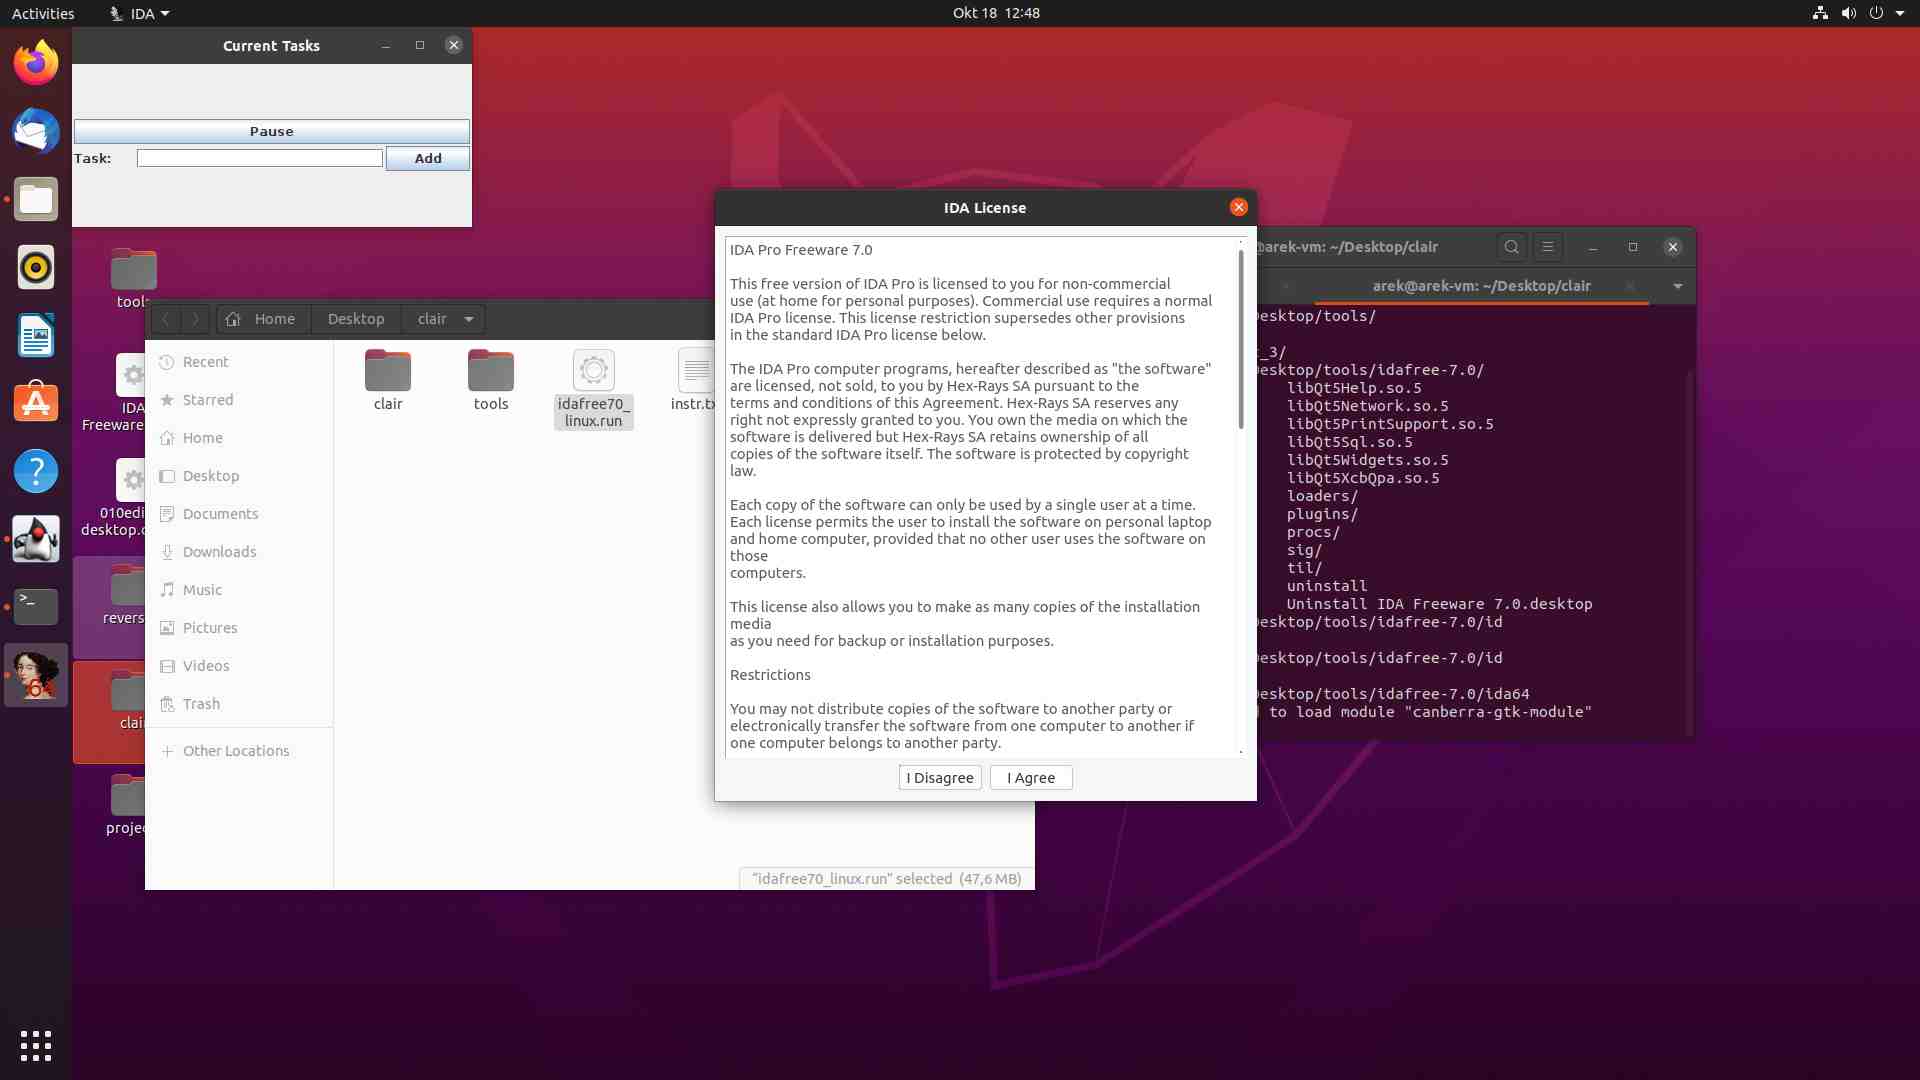 Activities
IDA
Okt 18 12:48
Current Tasks
Pause
Task:
Add
tools
IDA
Freeware
010edi
desktop.
revers
clai
projec
Home
Desktop
clair
Recent
Starred
Home
Desktop
Documents
Downloads
Music
Pictures
Videos
Trash
Other Locations
clair
tools
idafree70_
linux.run
instr.tx
"idafree70_linux.run" selected (47,6 MB)
IDA License
IDA Pro Freeware 7.0
This free version of IDA Pro is licensed to you for non-commercial
use (at home for personal purposes). Commercial use requires a normal
IDA Pro license. This license restriction supersedes other provisions
in the standard IDA Pro license below.
The IDA Pro computer programs, hereafter described as "the software"
are licensed, not sold, to you by Hex-Rays SA pursuant to the
terms and conditions of this Agreement. Hex-Rays SA reserves any
right not expressly granted to you. You own the media on which the
software is delivered but Hex-Rays SA retains ownership of all
copies of the software itself. The software is protected by copyright
law.
Each copy of the software can only be used by a single user at a time.
Each license permits the user to install the software on personal laptop
and home computer, provided that no other user uses the software on
those
computers.
This license also allows you to make as many copies of the installation
media
as you need for backup or installation purposes.
Restrictions
You may not distribute copies of the software to another party or
electronically transfer the software from one computer to another if
one computer belongs to another party.
I Disagree
I Agree
@arek-vm: ~/Desktop/clair
arek@arek-vm: ~/Desktop/clair
esktop/tools/
_3/
esktop/tools/idafree-7.0/
libQt5Help.so.5
libQt5Network.so.5
libQt5PrintSupport.so.5
libQt5Sql.so.5
libQt5Widgets.so.5
libQt5XcbQpa.so.5
loaders/
plugins/
procs/
sig/
til/
uninstall
Uninstall IDA Freeware 7.0.desktop
esktop/tools/idafree-7.0/id
esktop/tools/idafree-7.0/id
esktop/tools/idafree-7.0/ida64
to load module "canberra-gtk-module"